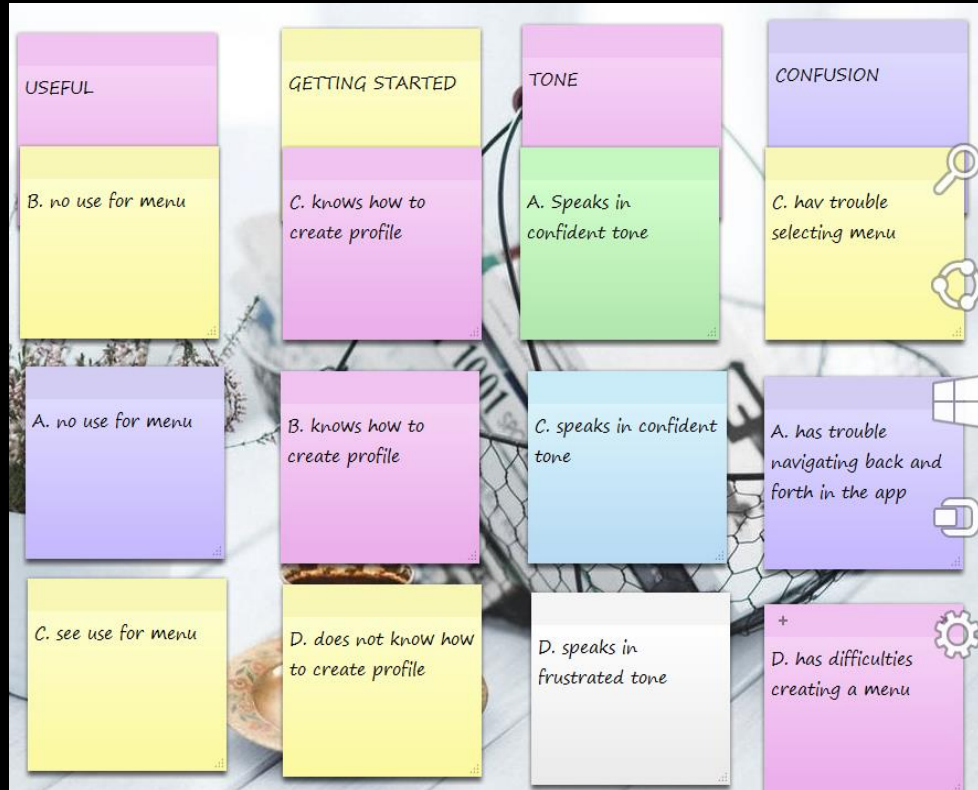 USEFUL
GETTING STARTED
TONE
CONFUSION
B. no use for menu
C. knows how to
create profile
A. Speaks in
confident tone
C. hav trouble
selecting menu
A. no use for menu
B. knows how to
create profile
C. speaks in confident
tone
A. has trouble
navigating back and
forth in the app
C. see use for menu
D. does not know how
to create profile
D. speaks in
frustrated tone
+
D. has difficulties
creating a menu
1001